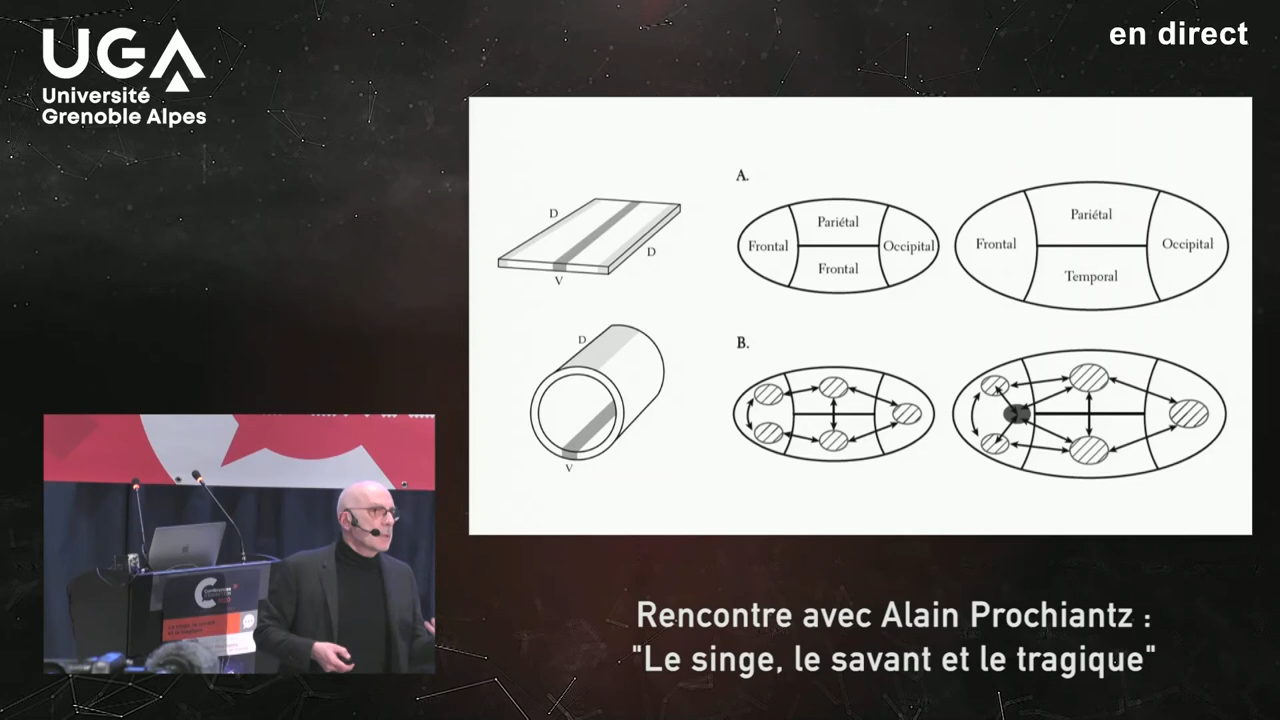 UGA
Université
Grenoble Alpes
en direct
A.
D
D
V
Pariétal
Frontal
Occipital
Frontal
Pariétal
Frontal
Occipital
Temporal
B.
D
V
Rencontre avec Alain Prochiantz :
"Le singe, le savant et le tragique"